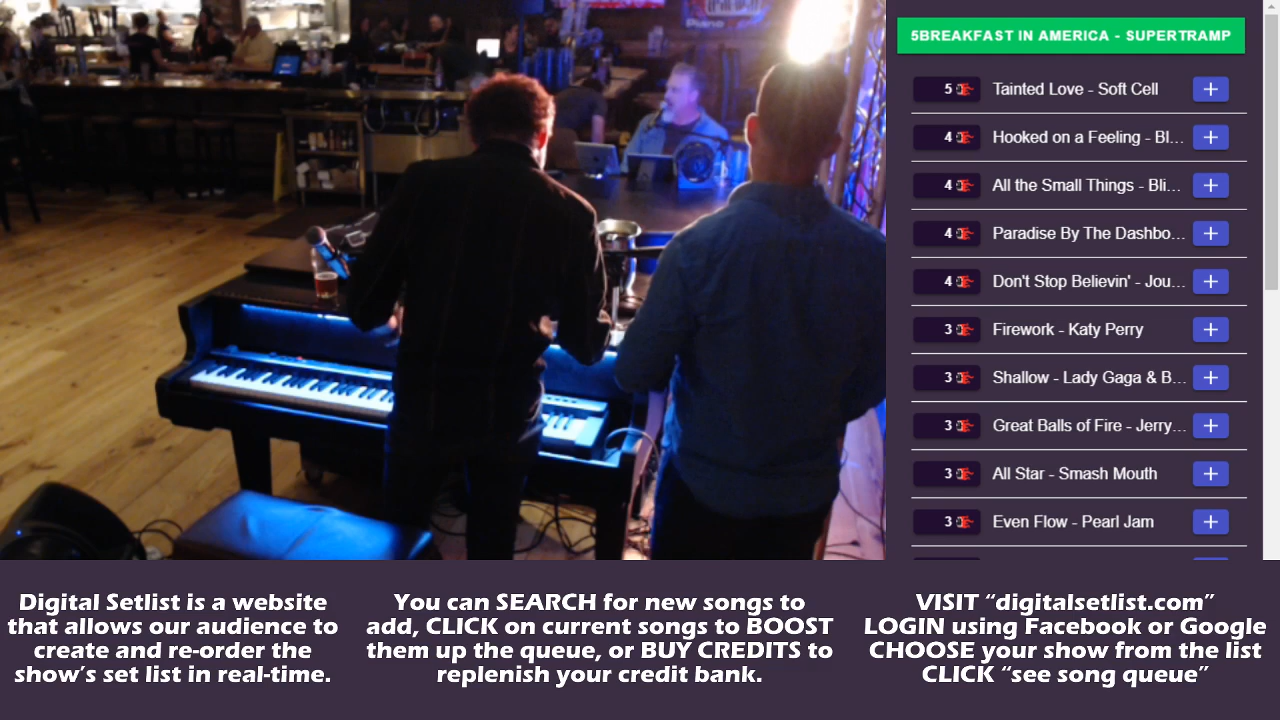 Piano
5BREAKFAST IN AMERICA - SUPERTRAMP
5 Tainted Love - Soft Cell
4 Hooked on a Feeling - Bl...
4 All the Small Things - Bli...
4 Paradise By The Dashbo...
4 Don't Stop Believin' - Jou...
3 Firework - Katy Perry
3 Shallow - Lady Gaga & B...
3 Great Balls of Fire - Jerry...
3 All Star - Smash Mouth
3 Even Flow - Pearl Jam
Digital Setlist is a website
that allows our audience to
create and re-order the
show's set list in real-time.
You can SEARCH for new songs to
add, CLICK on current songs to BOOST
them up the queue, or BUY CREDITS to
replenish your credit bank.
VISIT “digitalsetlist.com”
LOGIN using Facebook or Google
CHOOSE your show from the list
CLICK “see song queue”